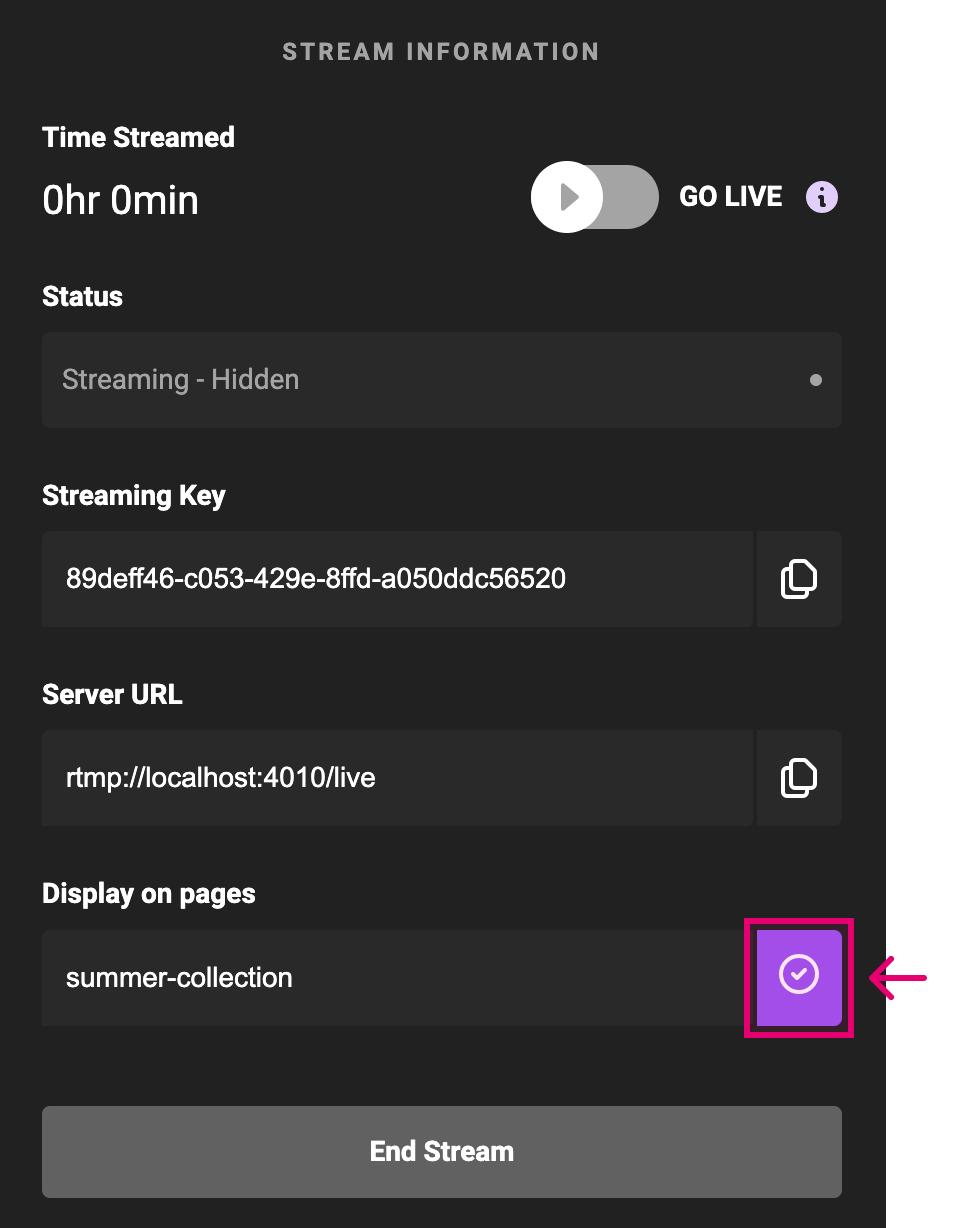 STREAM INFORMATION
Time Streamed
0hr 0min
GO LIVE
Status
Streaming - Hidden
Streaming Key
89deff46-c053-429e-8ffd-a050ddc56520
Server URL
rtmp://localhost:4010/live
Display on pages
summer-collection
End Stream